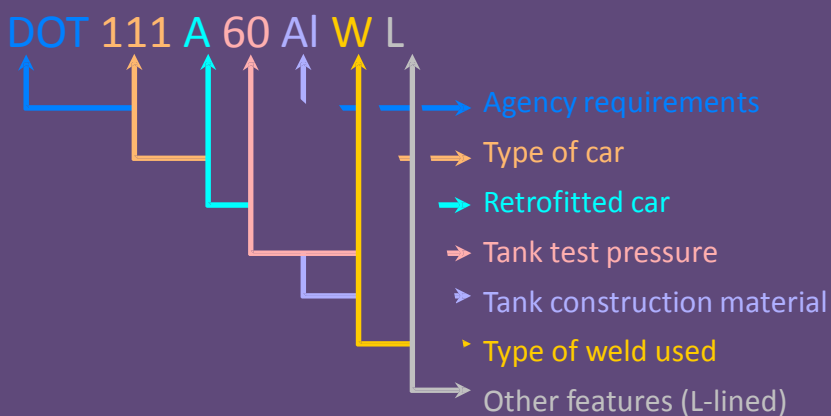 DOT 111 A 60 Al W L
Agency requirements
Type of car
Retrofitted car
Tank test pressure
Tank construction material
Type of weld used
Other features (L-lined)